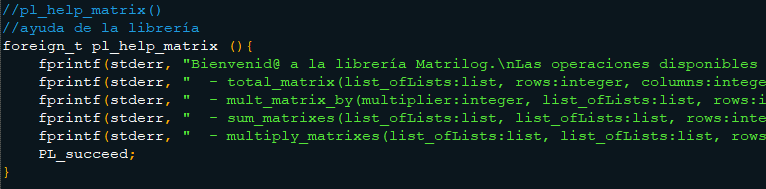 //pl_help_matrix()
//ayuda de la librería
foreign_t pl_help_matrix (){
    fprintf(stderr, "Bienvenid@ a la librería Matrilog.\nLas operaciones disponibles
    fprintf(stderr, "  - total_matrix(list_ofLists:list, rows:integer, columns:intege
    fprintf(stderr, "  - mult_matrix_by(multiplier:integer, list_ofLists:list, rows:i
    fprintf(stderr, "  - sum_matrixes(list_ofLists:list, list_ofLists:list, rows:inte
    fprintf(stderr, "  - multiply_matrixes(list_ofLists:list, list_ofLists:list, rows
    PL_succeed;
}